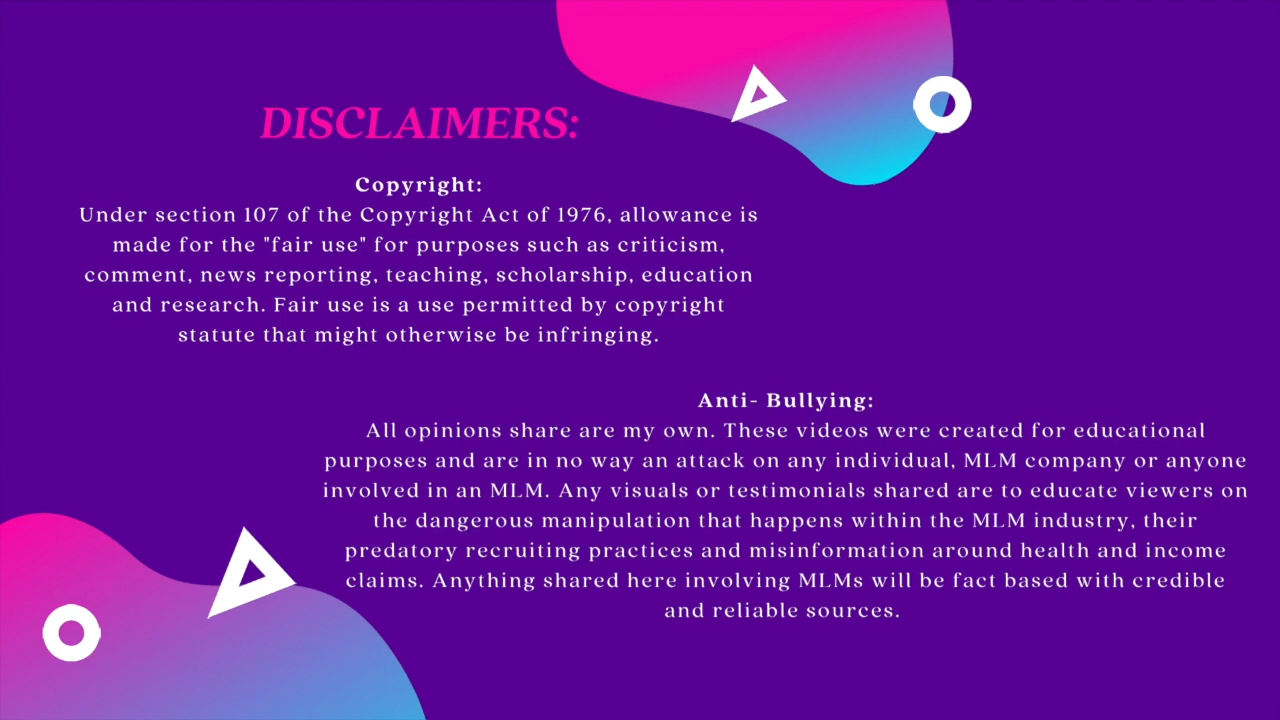 DISCLAIMERS:
Copyright:
Under section 107 of the Copyright Act of 1976, allowance is
made for the "fair use" for purposes such as criticism,
comment, news reporting, teaching, scholarship, education
and research. Fair use is a use permitted by copyright
statute that might otherwise be infringing.
Anti- Bullying:
All opinions share are my own. These videos were created for educational
purposes and are in no way an attack on any individual, MLM company or anyone
involved in an MLM. Any visuals or testimonials shared are to educate viewers on
the dangerous manipulation that happens within the MLM industry, their
predatory recruiting practices and misinformation around health and income
claims. Anything shared here involving MLMs will be fact based with credible
and reliable sources.